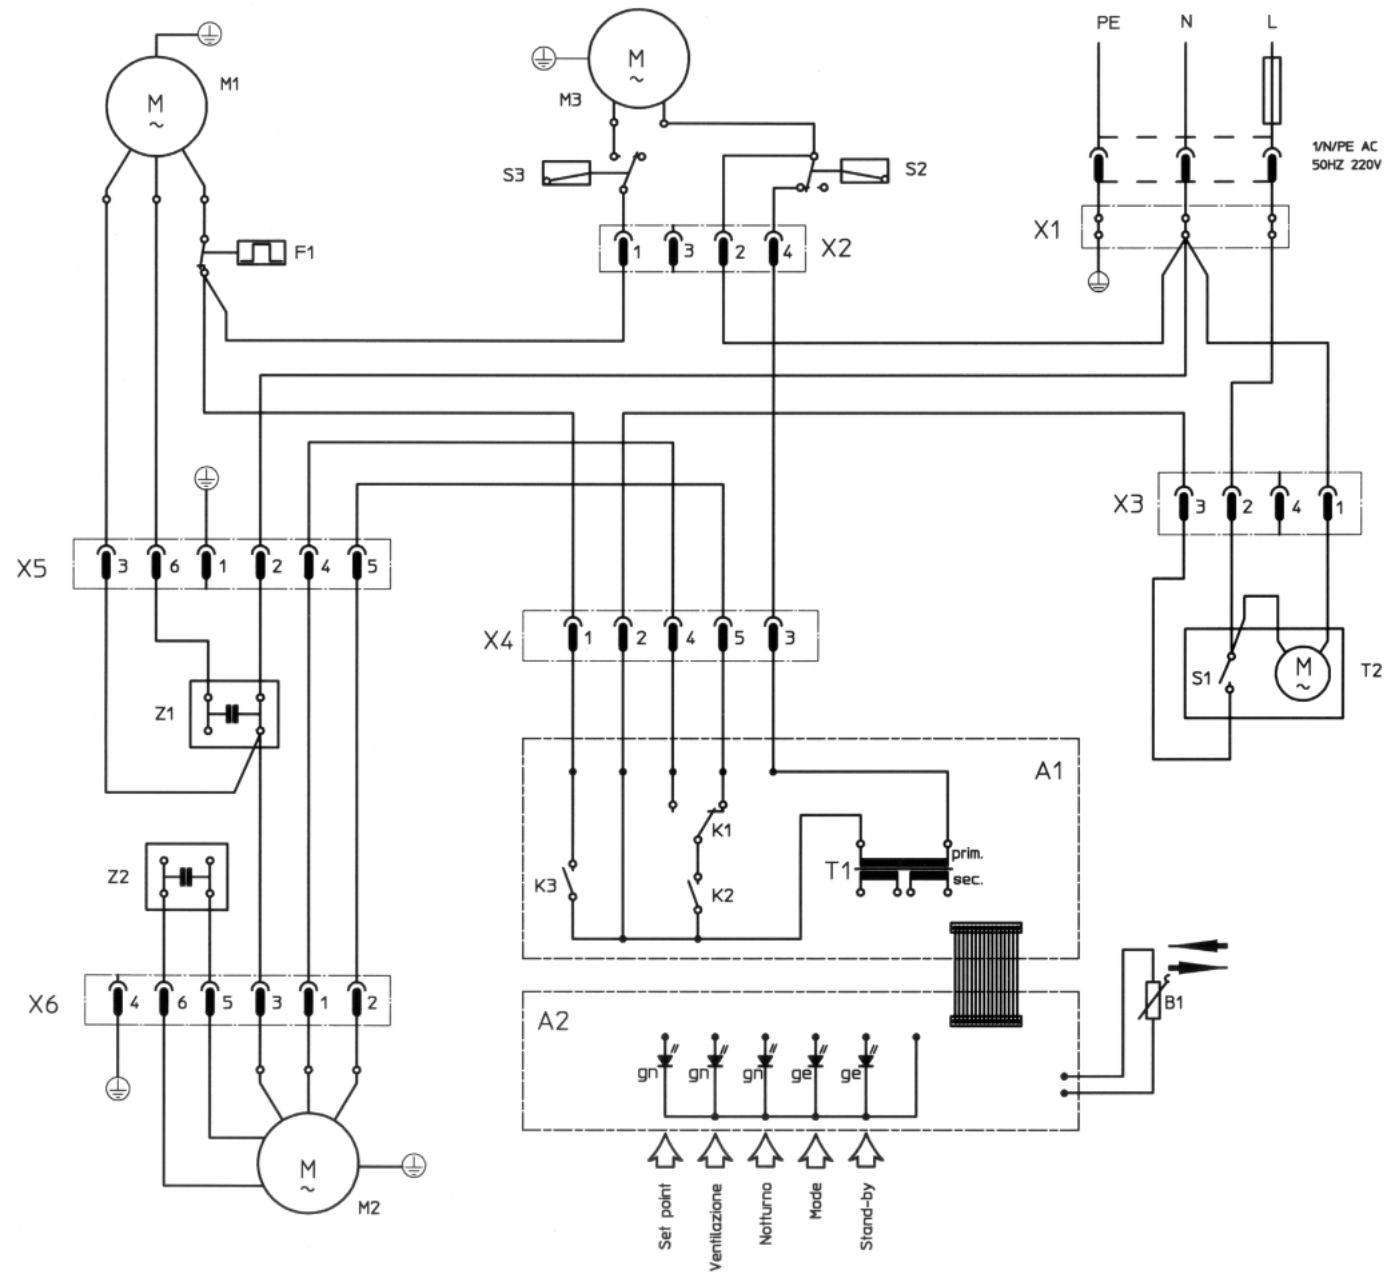 PE N L
M
~
M1
M
~
M3
1/N/PE AC
50HZ 220V
S3
S2
F1
X1
1 3 2 4
X2
X3
3 2 4 1
X5
3 6 1 2 4 5
X4
1 2 4 5 3
S1
M
~
T2
Z1
A1
K1
T1
prim.
sec.
K3
K2
Z2
X6
4 6 5 3 1 2
B1
A2
gn gn gn ge ge
M
~
M2
Set point
Ventilazione
Notturno
Mode
Stand-by